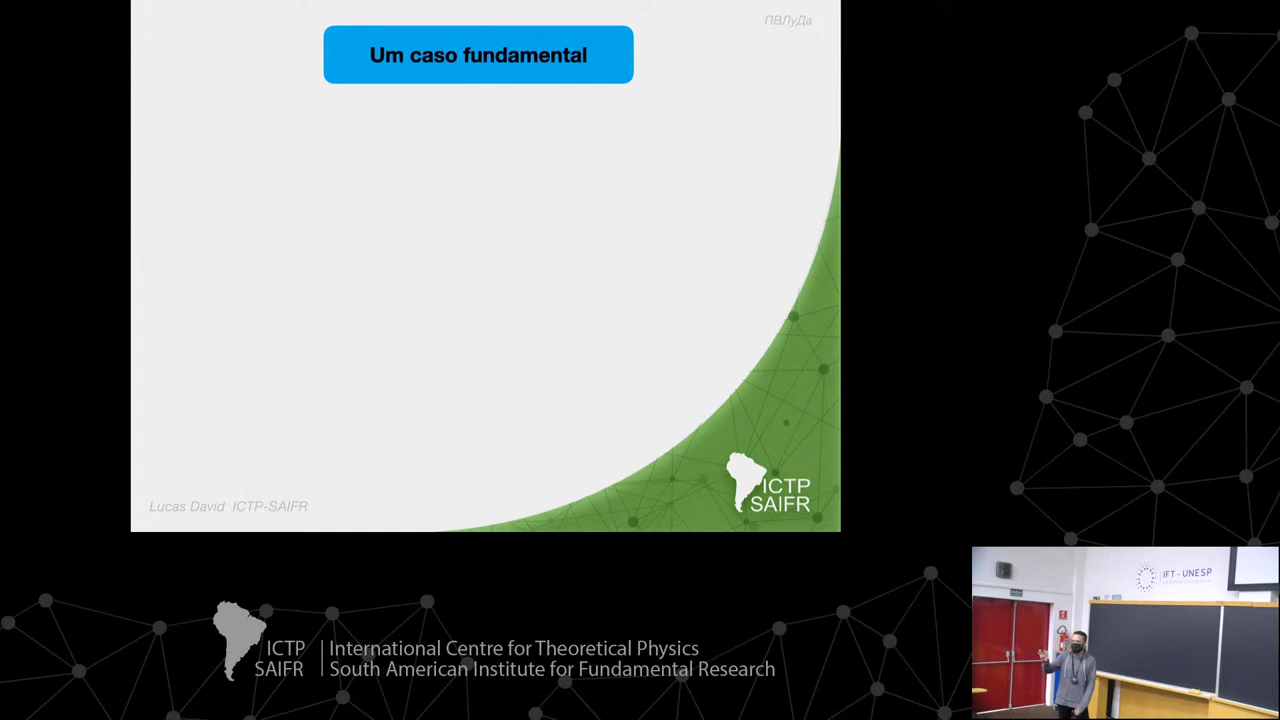 ПВЛуДа
Um caso fundamental
Lucas David ICTP-SAIFR
ICTP
SAIFR
IFT - UNESP
ICTP
SAIFR
International Centre for Theoretical Physics
South American Institute for Fundamental Research